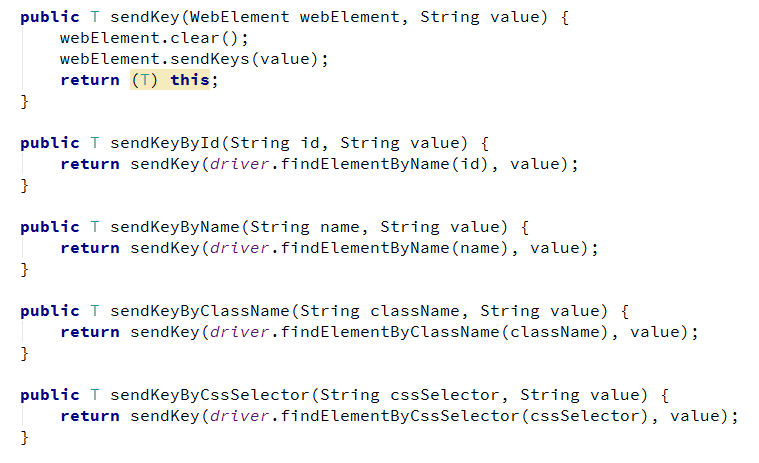 public T sendKey(WebElement webElement, String value) {
    webElement.clear();
    webElement.sendKeys(value);
    return (T) this;
}

public T sendKeyById(String id, String value) {
    return sendKey(driver.findElementByName(id), value);
}

public T sendKeyByName(String name, String value) {
    return sendKey(driver.findElementByName(name), value);
}

public T sendKeyByClassName(String className, String value) {
    return sendKey(driver.findElementByClassName(className), value);
}

public T sendKeyByCssSelector(String cssSelector, String value) {
    return sendKey(driver.findElementByCssSelector(cssSelector), value);
}